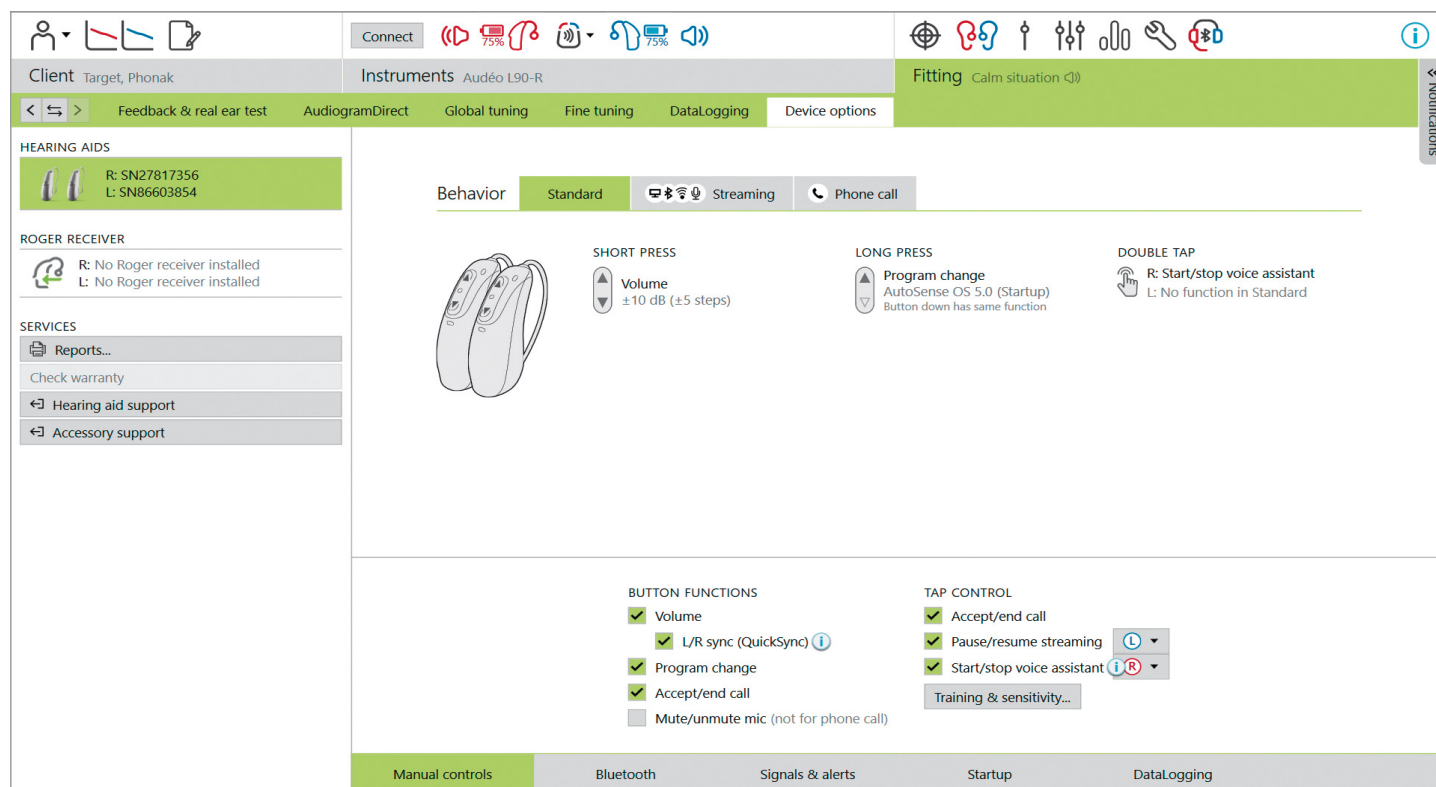 Connect
75%
75%
Client Target, Phonak
Instruments Audéo L90-R
Fitting Calm situation
Notifications
Feedback & real ear test
AudiogramDirect
Global tuning
Fine tuning
DataLogging
Device options
HEARING AIDS
R: SN27817356
L: SN86603854
ROGER RECEIVER
R: No Roger receiver installed
L: No Roger receiver installed
SERVICES
Reports...
Check warranty
Hearing aid support
Accessory support
Behavior
Standard
Streaming
Phone call
SHORT PRESS
Volume
±10 dB (±5 steps)
LONG PRESS
Program change
AutoSense OS 5.0 (Startup)
Button down has same function
DOUBLE TAP
R: Start/stop voice assistant
L: No function in Standard
BUTTON FUNCTIONS
Volume
L/R sync (QuickSync) i
Program change
Accept/end call
Mute/unmute mic (not for phone call)
TAP CONTROL
Accept/end call
Pause/resume streaming L
Start/stop voice assistant i R
Training & sensitivity...
Manual controls
Bluetooth
Signals & alerts
Startup
DataLogging